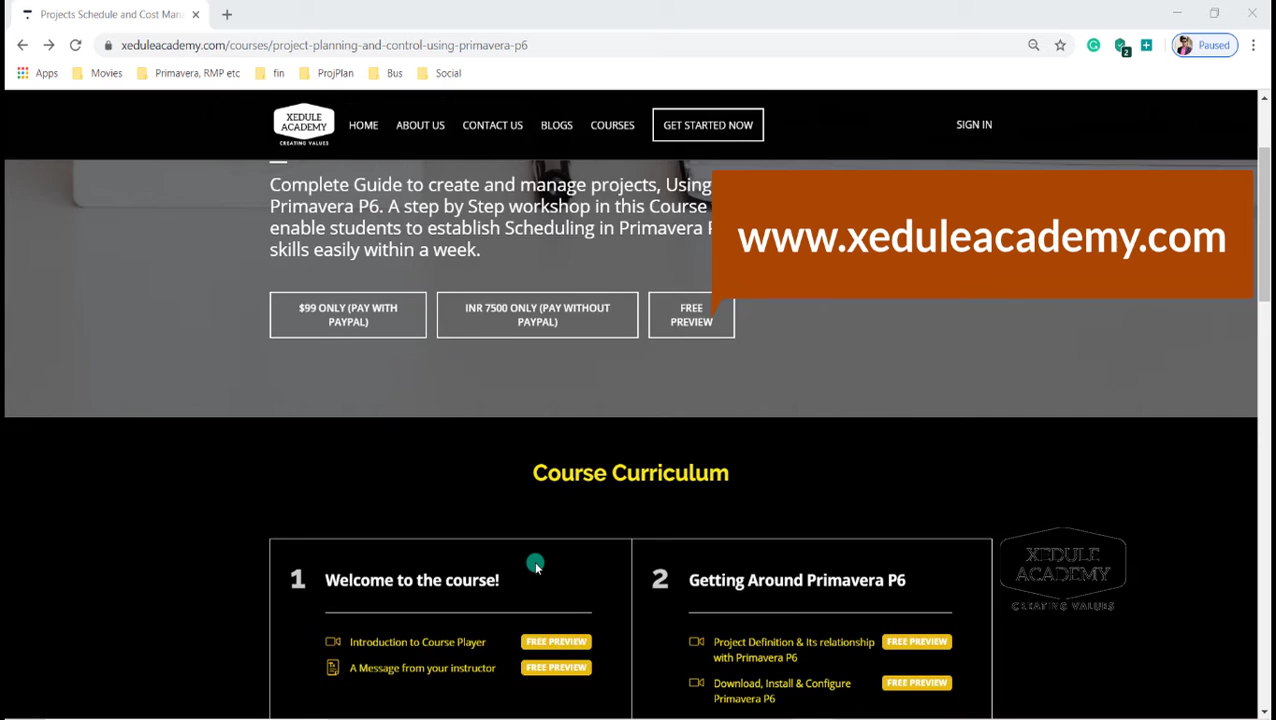 Projects Schedule and Cost Man
xeduleacademy.com/courses/project-planning-and-control-using-primavera-p6
2
Paused
Apps
Movies
Primavera, RMP etc
fin
ProjPlan
Bus
Social
XEDULE
ACADEMY
CREATING VALUES
HOME
ABOUT US
CONTACT US
BLOGS
COURSES
GET STARTED NOW
SIGN IN
Complete Guide to create and manage projects, Using
Primavera P6. A step by Step workshop in this Course
enable students to establish Scheduling in Primavera P
skills easily within a week.
www.xeduleacademy.com
$99 ONLY (PAY WITH
PAYPAL)
INR 7500 ONLY (PAY WITHOUT
PAYPAL)
FREE
PREVIEW
Course Curriculum
1
Welcome to the course!
Introduction to Course Player
FREE PREVIEW
A Message from your instructor
FREE PREVIEW
2
Getting Around Primavera P6
Project Definition & Its relationship
with Primavera P6
FREE PREVIEW
Download, Install & Configure
Primavera P6
FREE PREVIEW
XEDULE
ACADEMY
CREATING VALUES